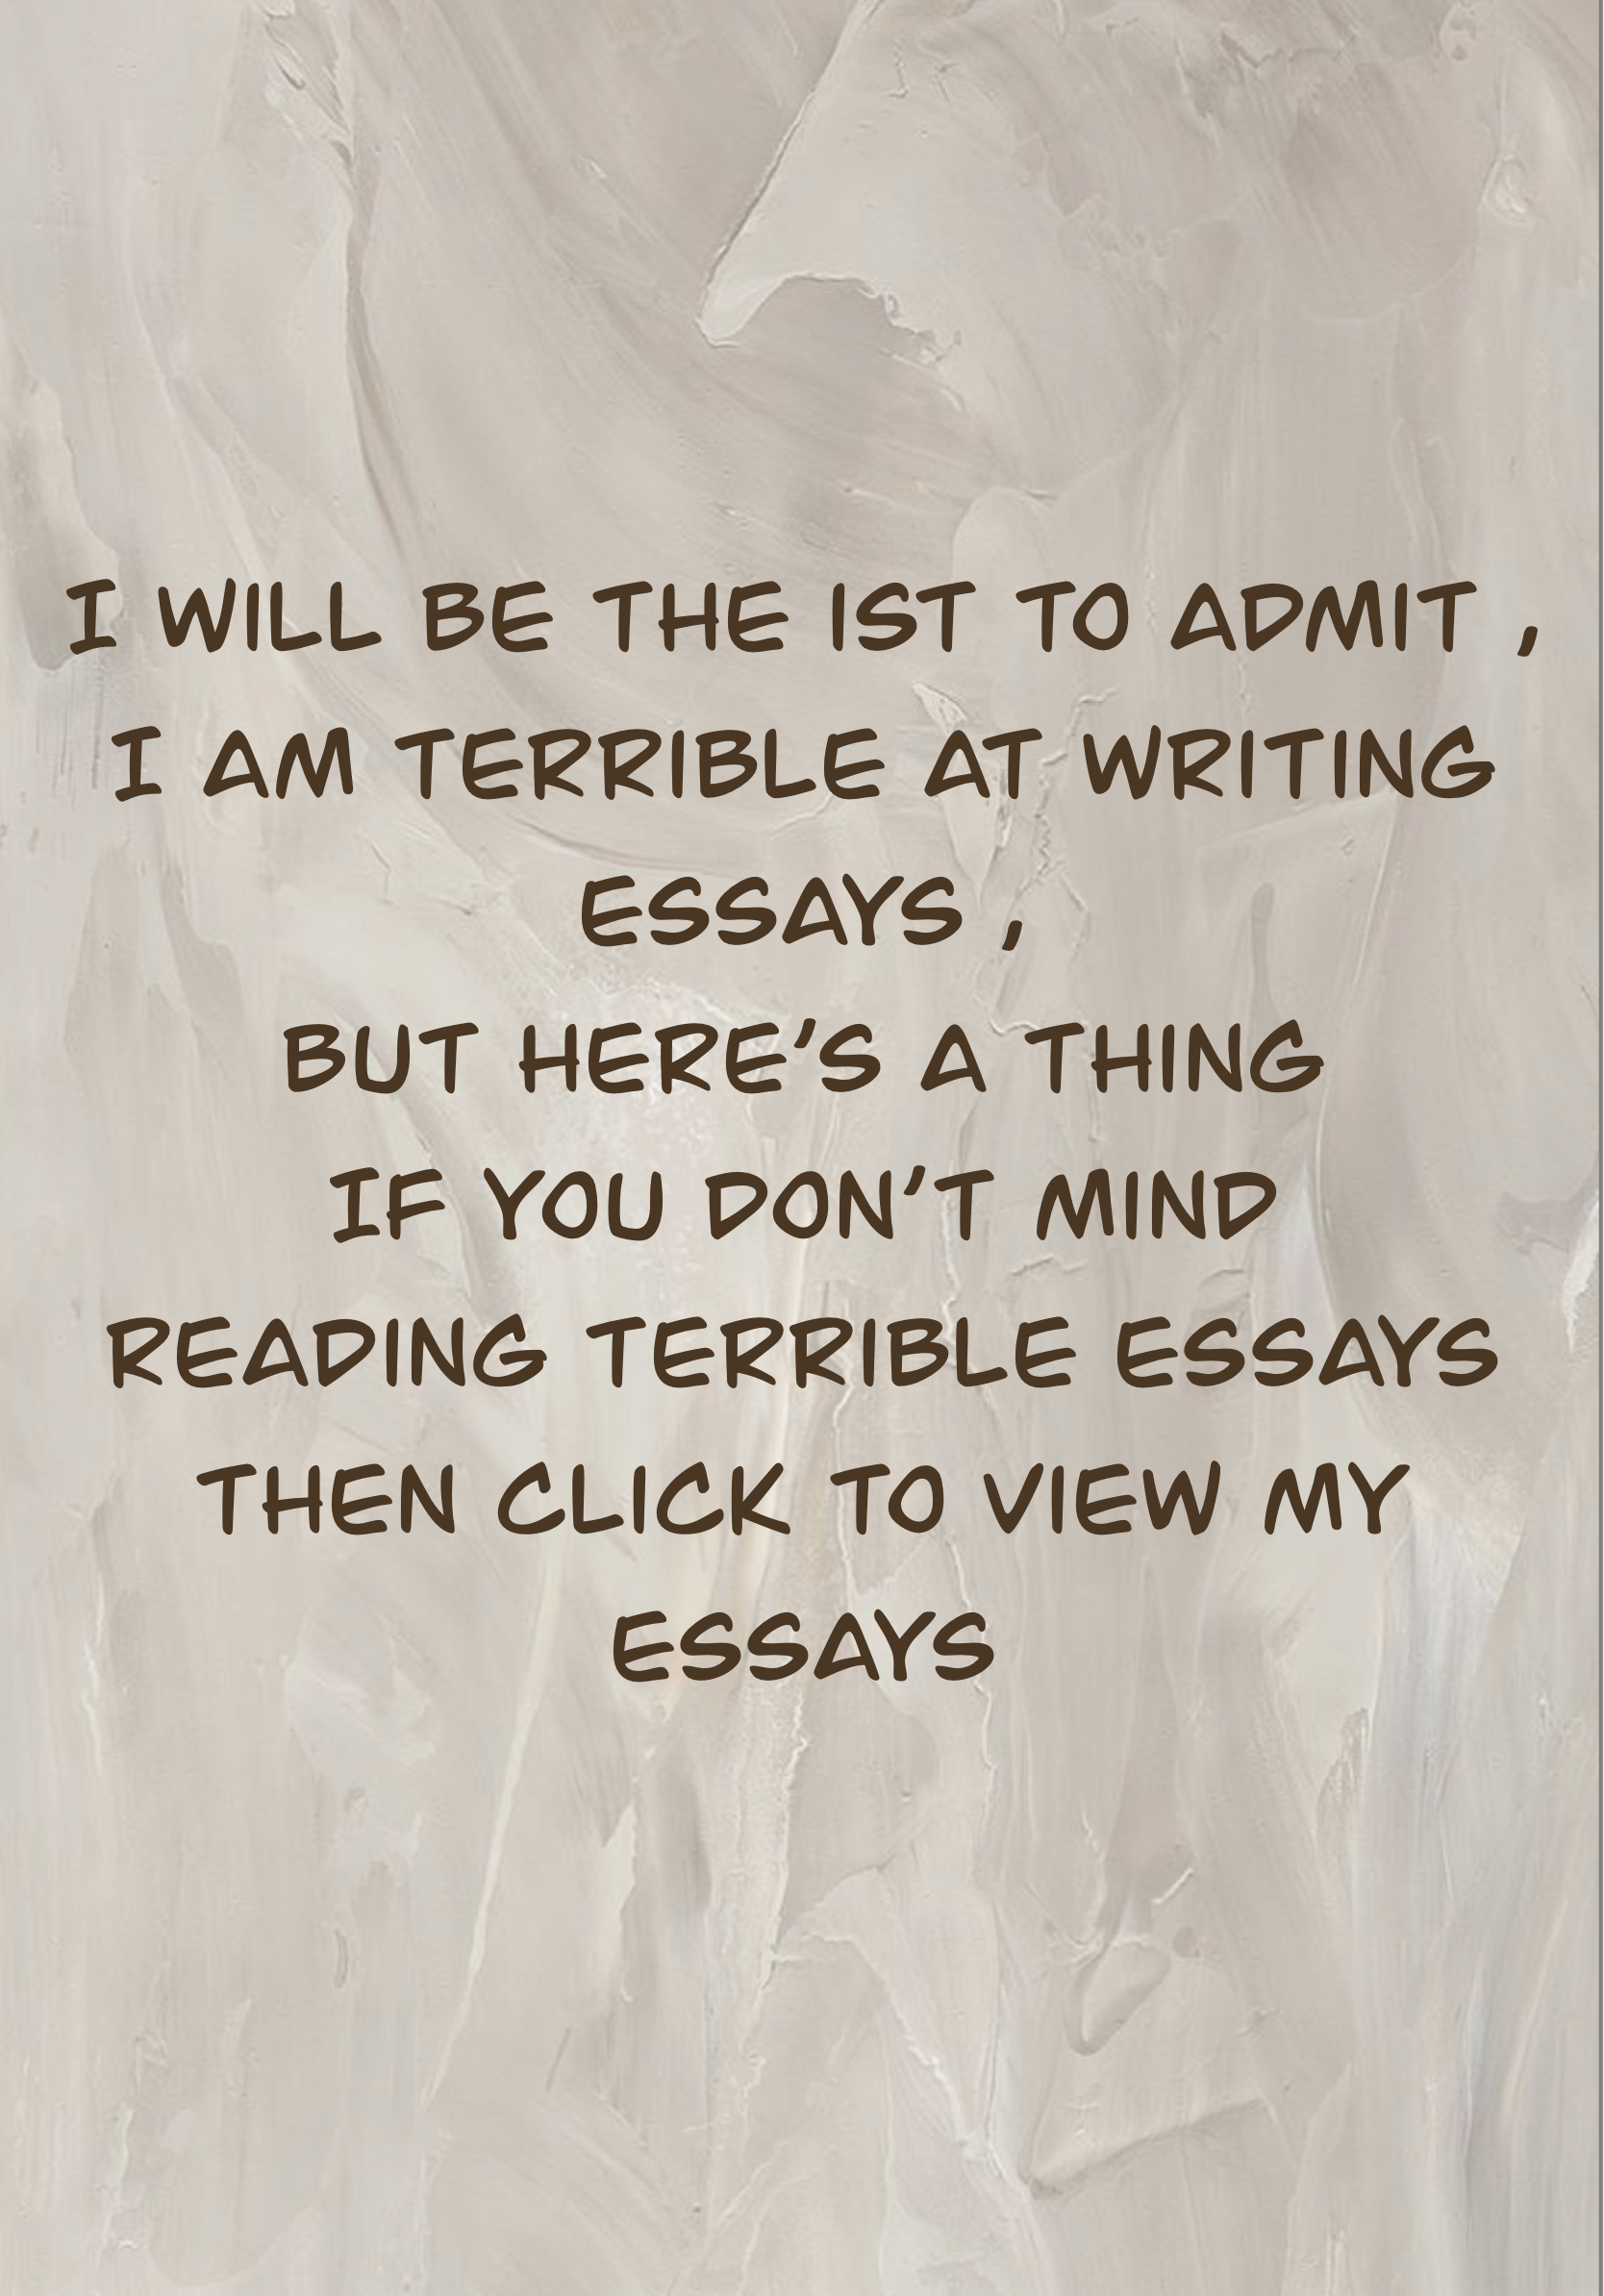 I WILL BE THE 1ST TO ADMIT ,
I AM TERRIBLE AT WRITING
ESSAYS ,
BUT HERE'S A THING
IF YOU DON'T MIND
READING TERRIBLE ESSAYS
THEN CLICK TO VIEW MY
ESSAYS